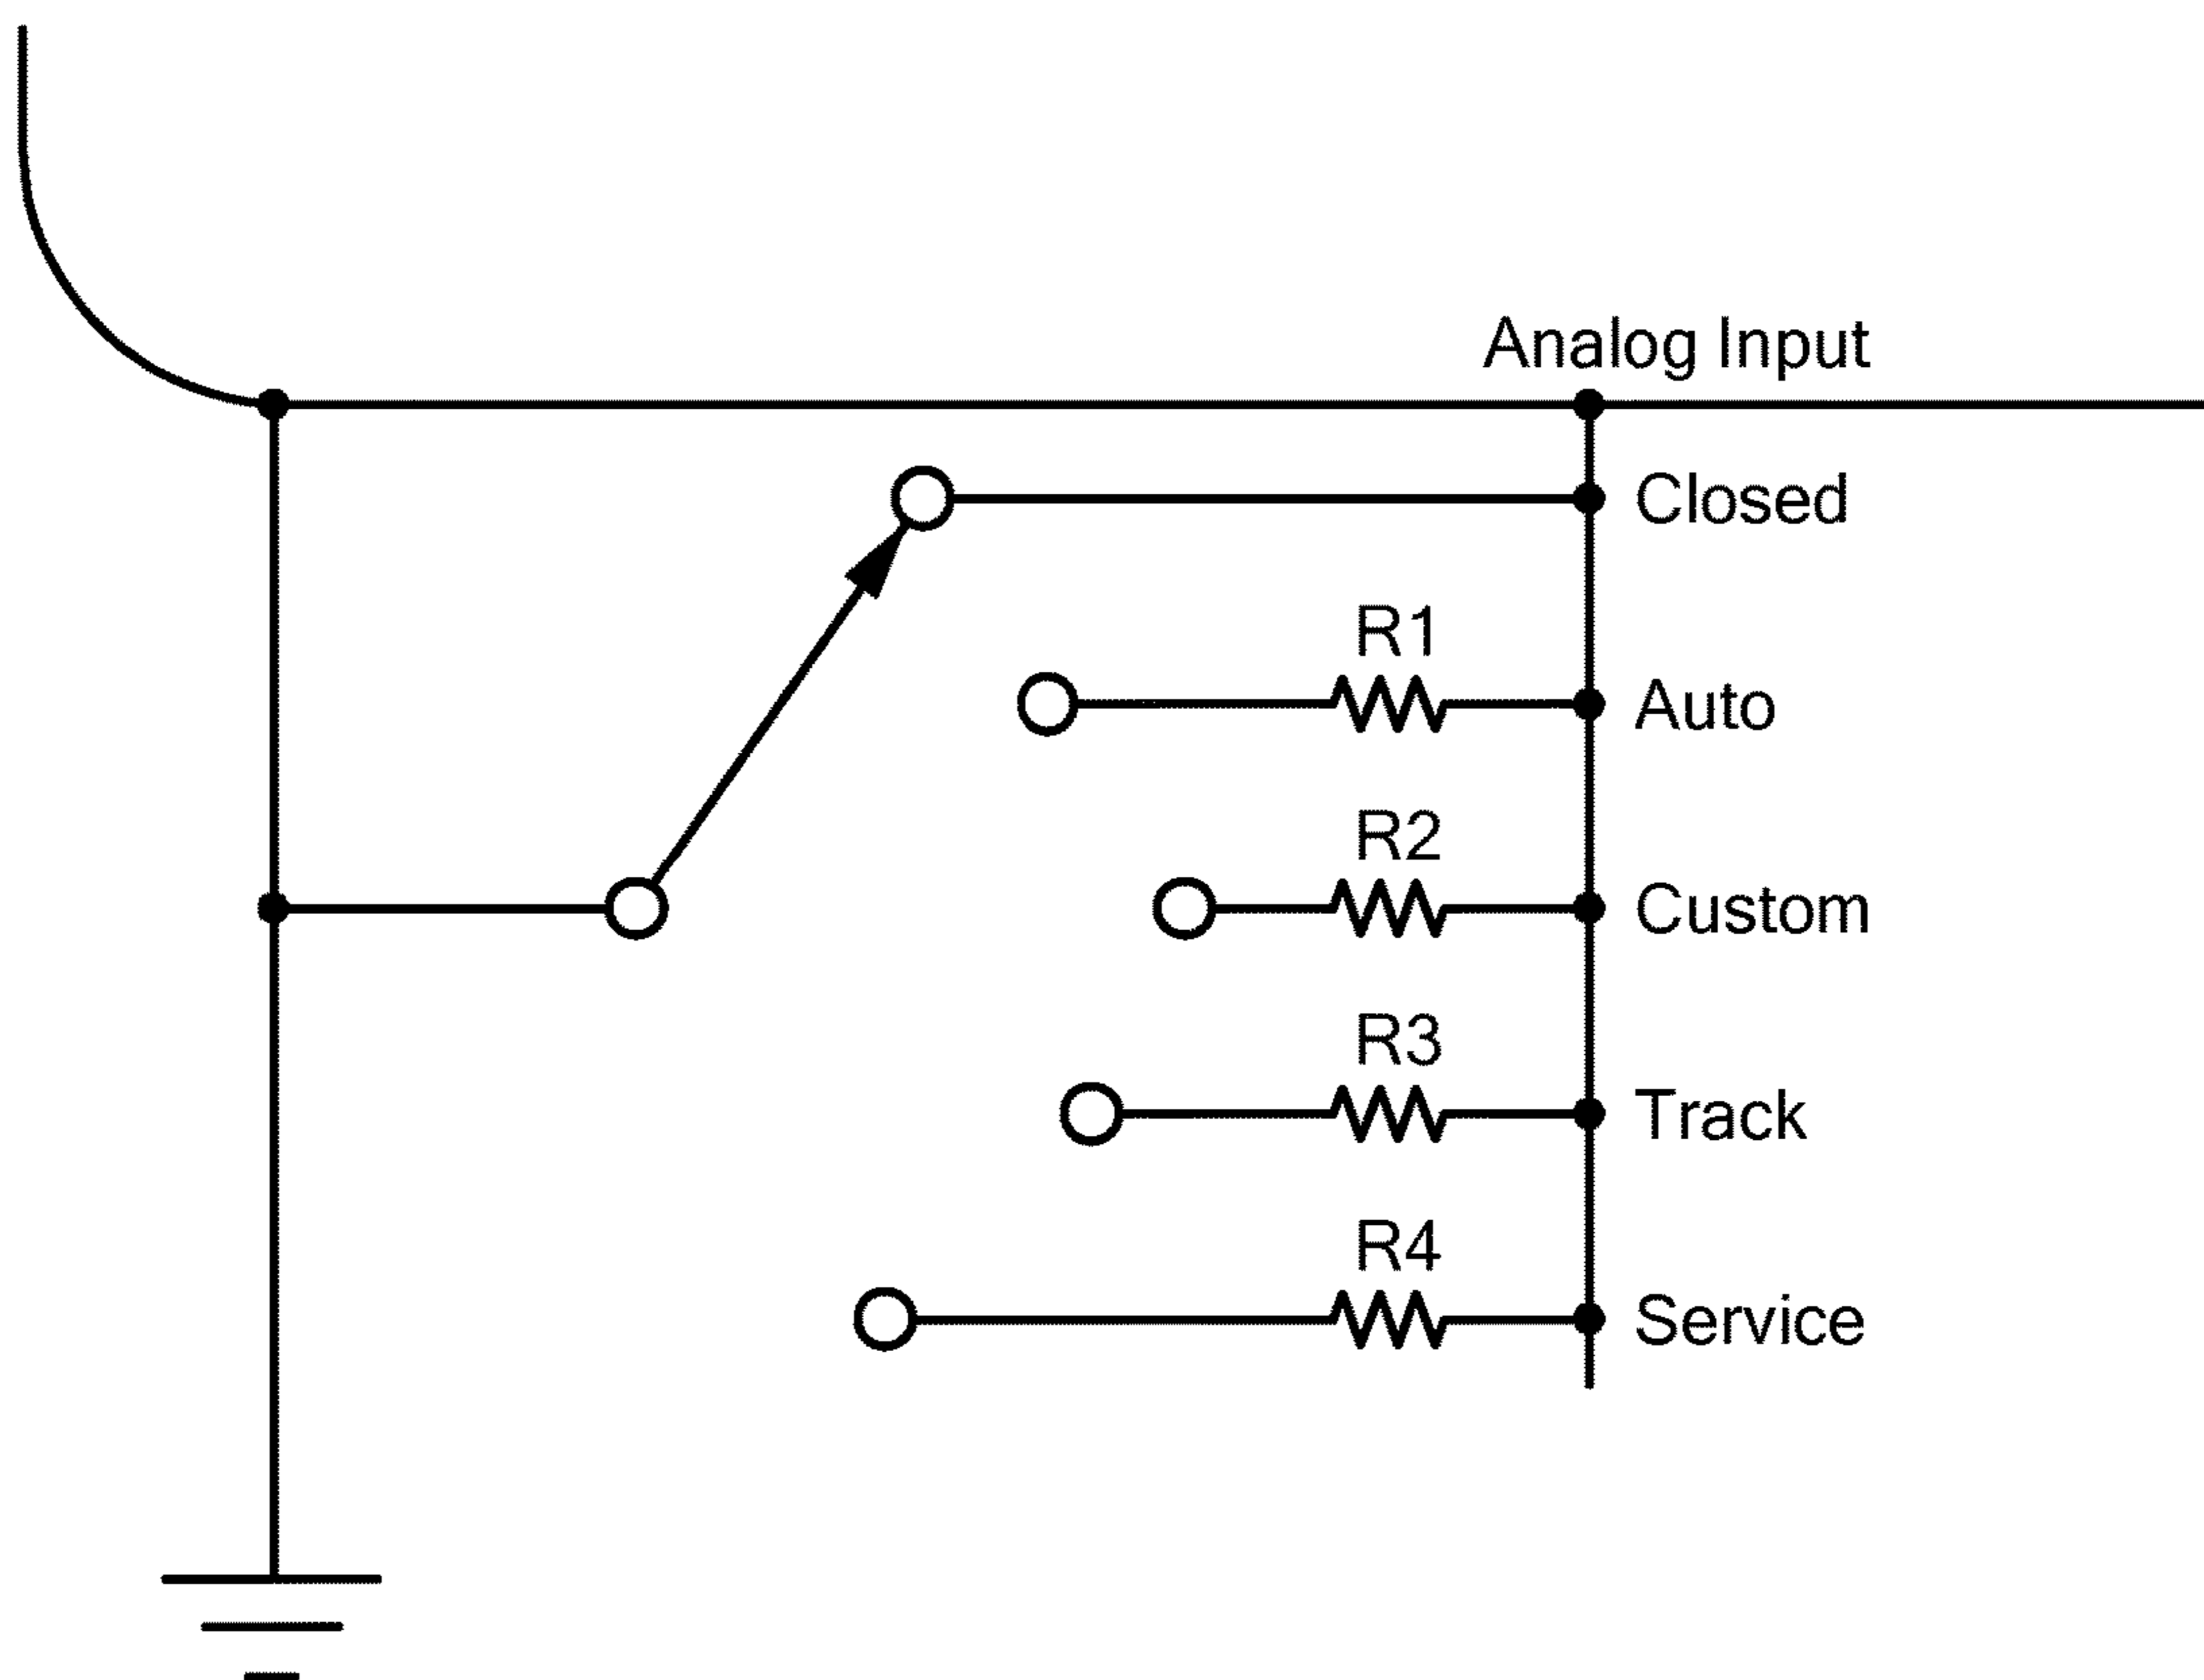 Analog Input
Closed
R1
Auto
R2
Custom
R3
Track
R4
Service